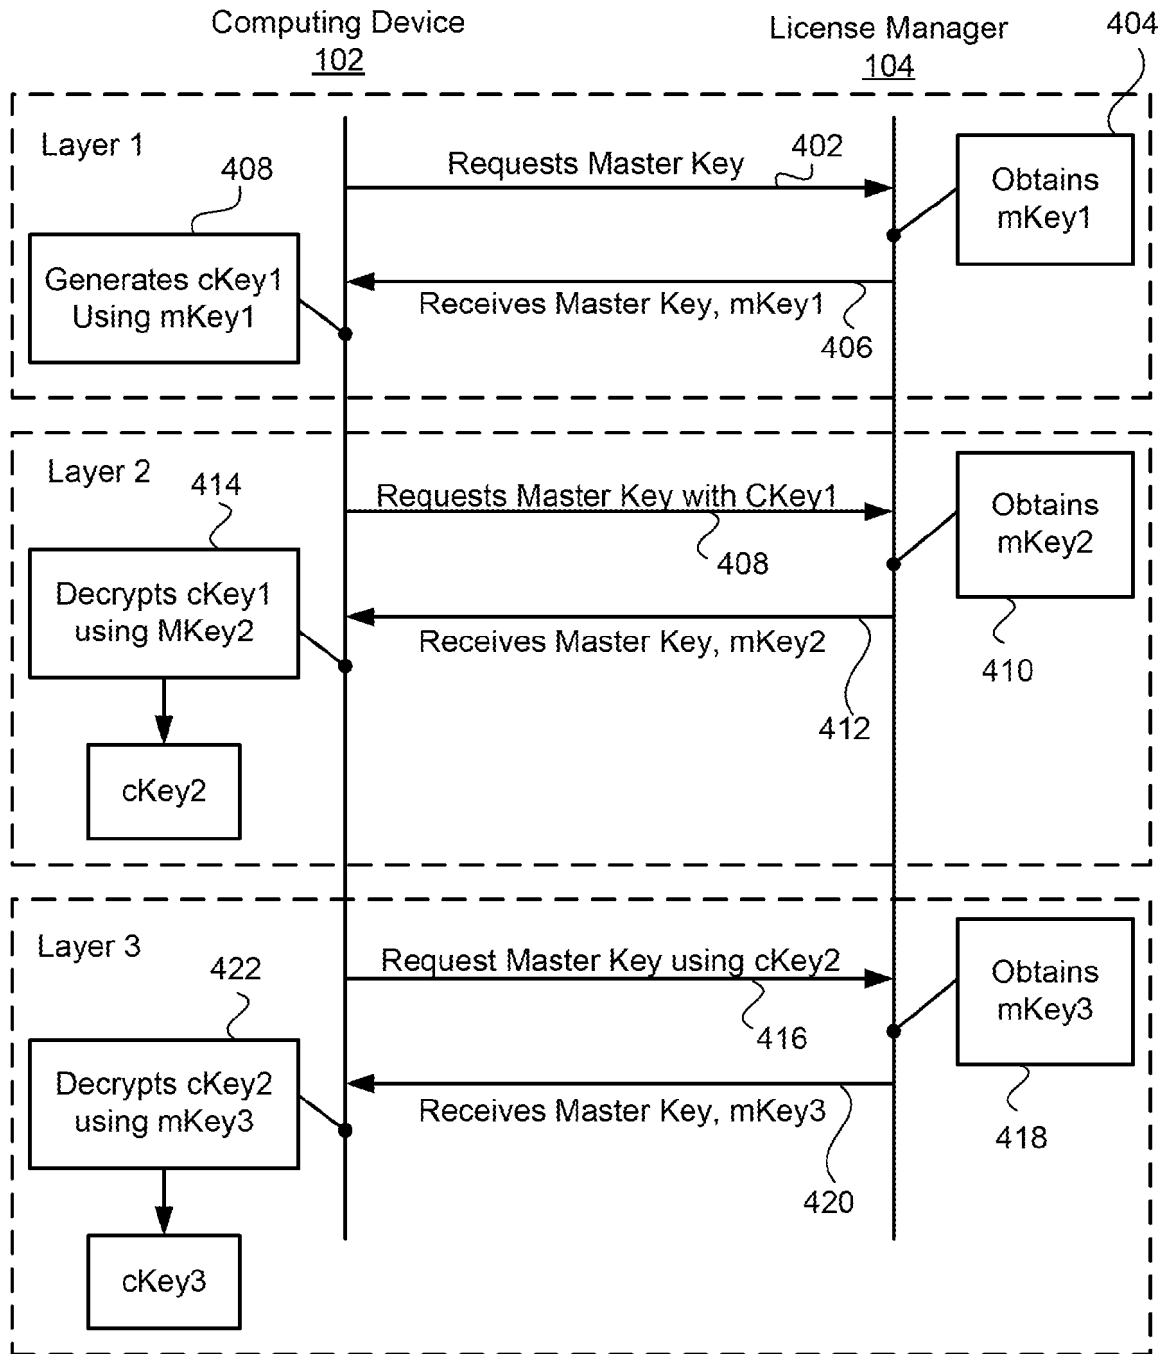 Computing Device
102
License Manager
104
404
Layer 1
408
Requests Master Key
402
Obtains
mKey1
Generates cKey1
Using mKey1
Receives Master Key, mKey1
406
Layer 2
414
Requests Master Key with CKey1
408
Obtains
mKey2
Decrypts cKey1
using MKey2
Receives Master Key, mKey2
410
412
cKey2
Layer 3
422
Request Master Key using cKey2
416
Obtains
mKey3
Decrypts cKey2
using mKey3
Receives Master Key, mKey3
418
420
cKey3